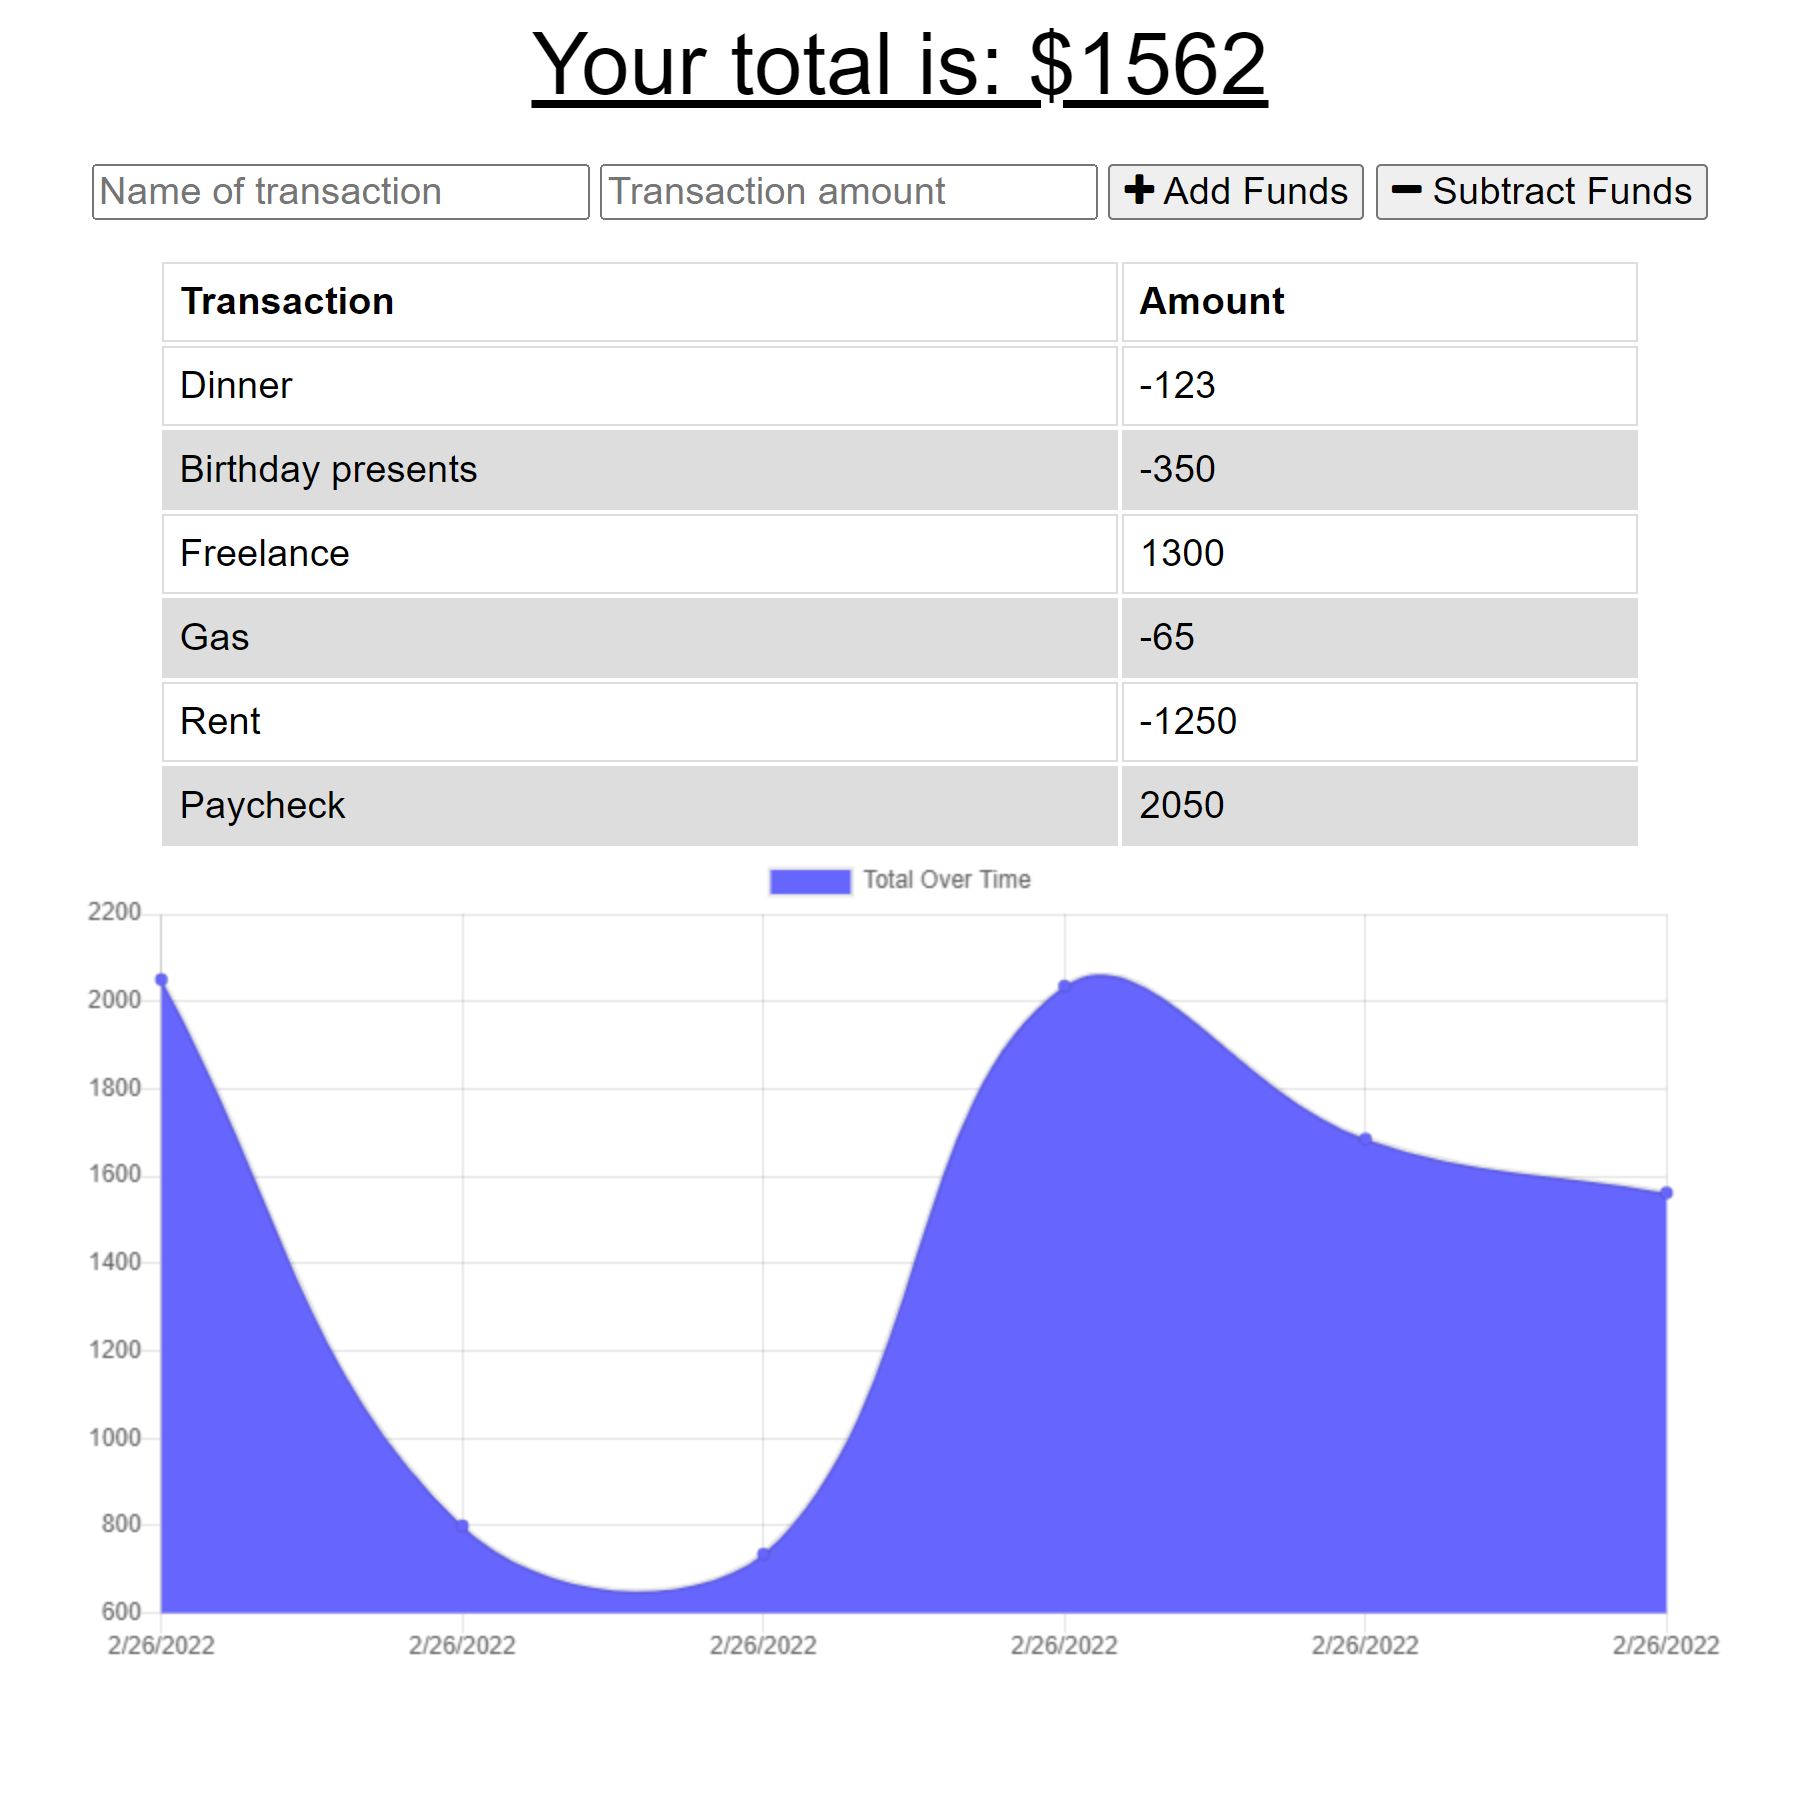 Your total is: $1562
Name of transaction Transaction amount Add Funds Subtract Funds
Transaction Amount
Dinner -123
Birthday presents -350
Freelance 1300
Gas -65
Rent -1250
Paycheck 2050
Total Over Time
2200
2000
1800
1600
1400
1200
1000
800
600
2/26/2022 2/26/2022 2/26/2022 2/26/2022 2/26/2022 2/26/2022